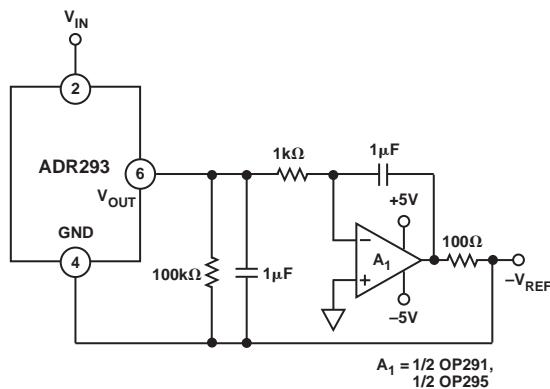 V_IN
2
ADR293
6
V_OUT
GND
4
1kΩ
1µF
+5V
−
A_1
+
100Ω
−V_REF
100kΩ
1µF
−5V
A_1 = 1/2 OP291,
1/2 OP295